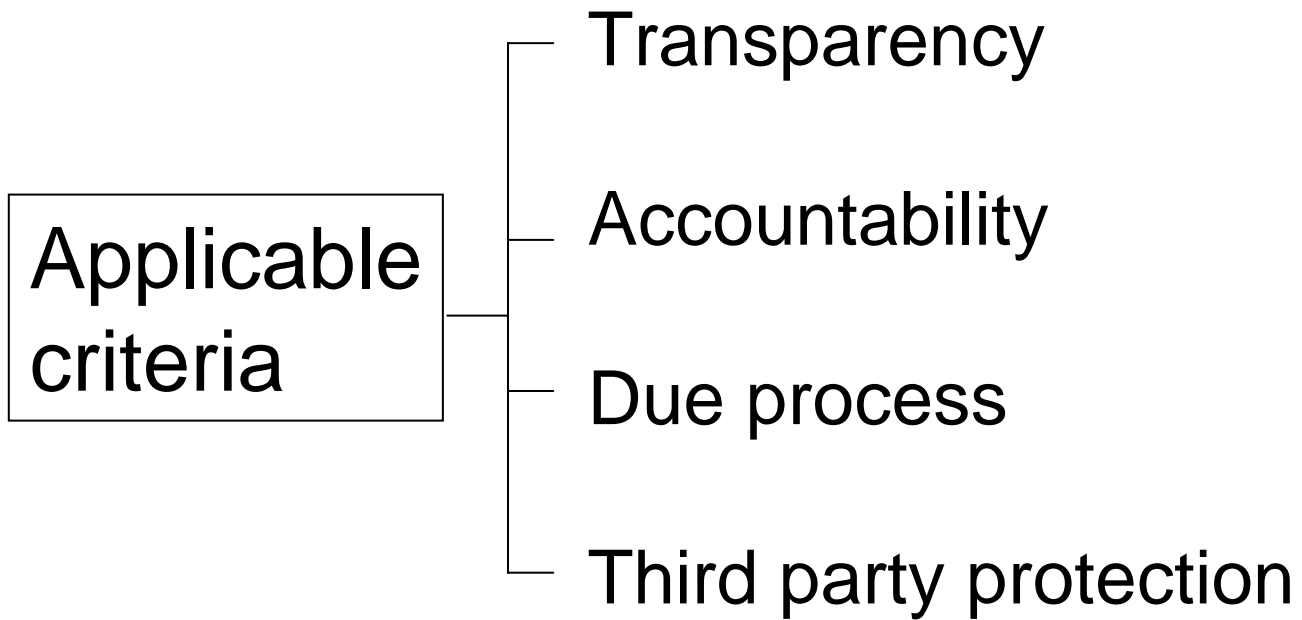 Transparency
Accountability
Applicable
criteria
Due process
Third party protection